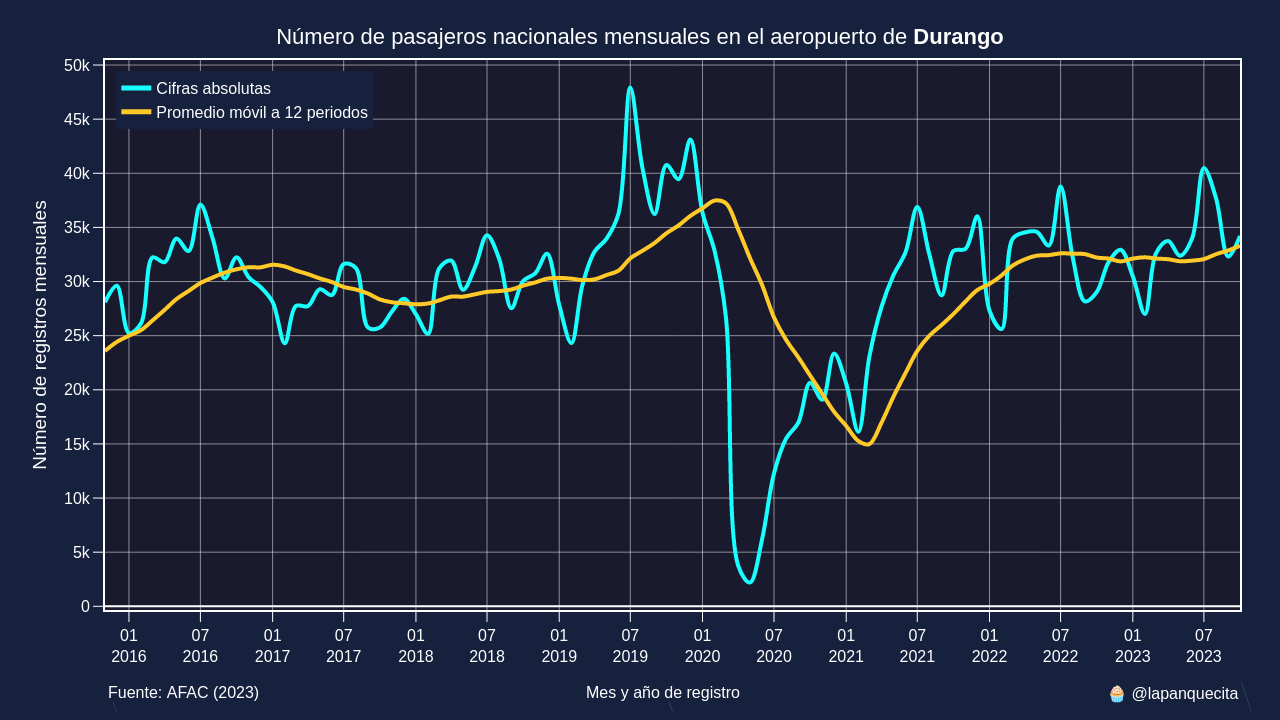 Número de pasajeros nacionales mensuales en el aeropuerto de Durango
50k
45k
40k
35k
30k
25k
20k
15k
10k
5k
0
Cifras absolutas
Promedio móvil a 12 periodos
Número de registros mensuales
01 07 01 07 01 07 01 07 01 07 01 07 01 07 01 07
2016 2016 2017 2017 2018 2018 2019 2019 2020 2020 2021 2021 2022 2022 2023 2023
Fuente: AFAC (2023)
Mes y año de registro
🧁 @lapanquecita